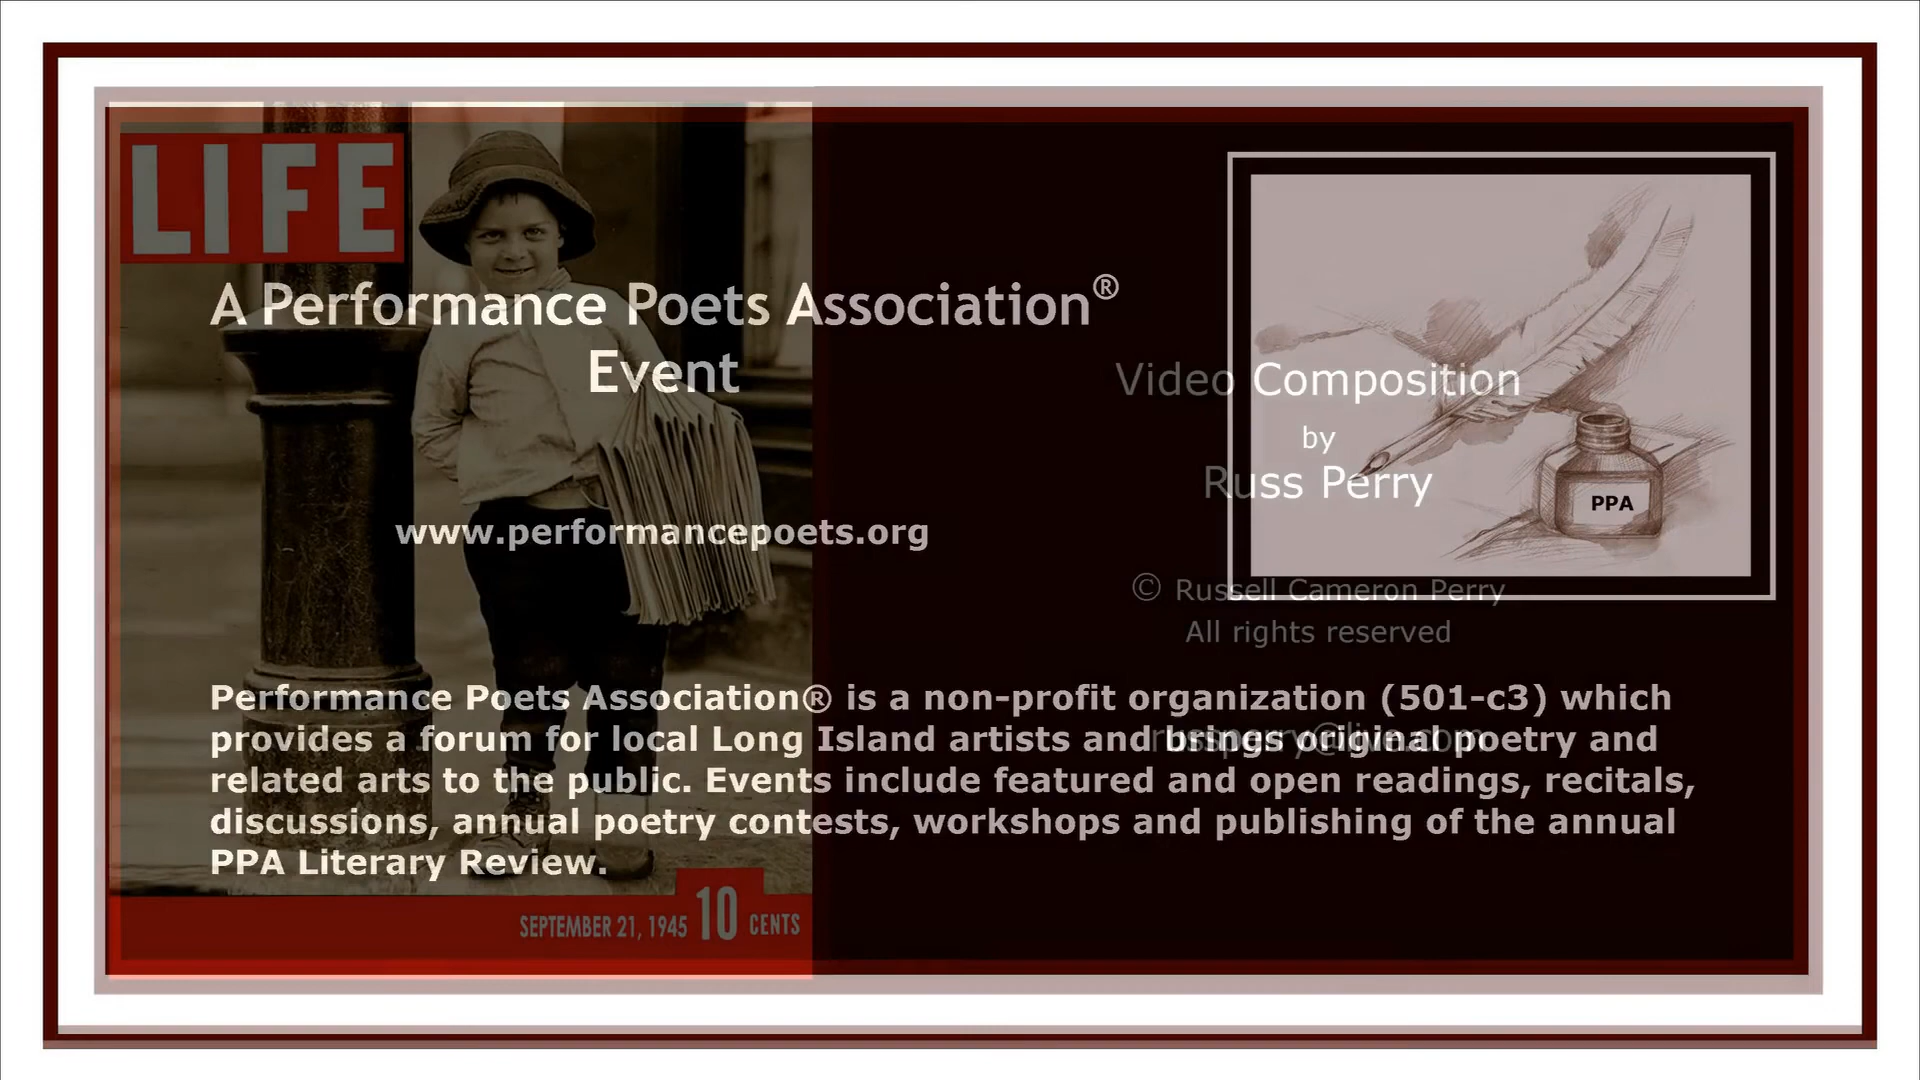 LIFE
A Performance Poets Association®
Event
Video Composition
by
Russ Perry
PPA
www.performancepoets.org
© Russell Cameron Perry
All rights reserved
Performance Poets Association® is a non-profit organization (501-c3) which
provides a forum for local Long Island artists and brings original poetry and
related arts to the public. Events include featured and open readings, recitals,
discussions, annual poetry contests, workshops and publishing of the annual
PPA Literary Review.
SEPTEMBER 21, 1945 10 CENTS